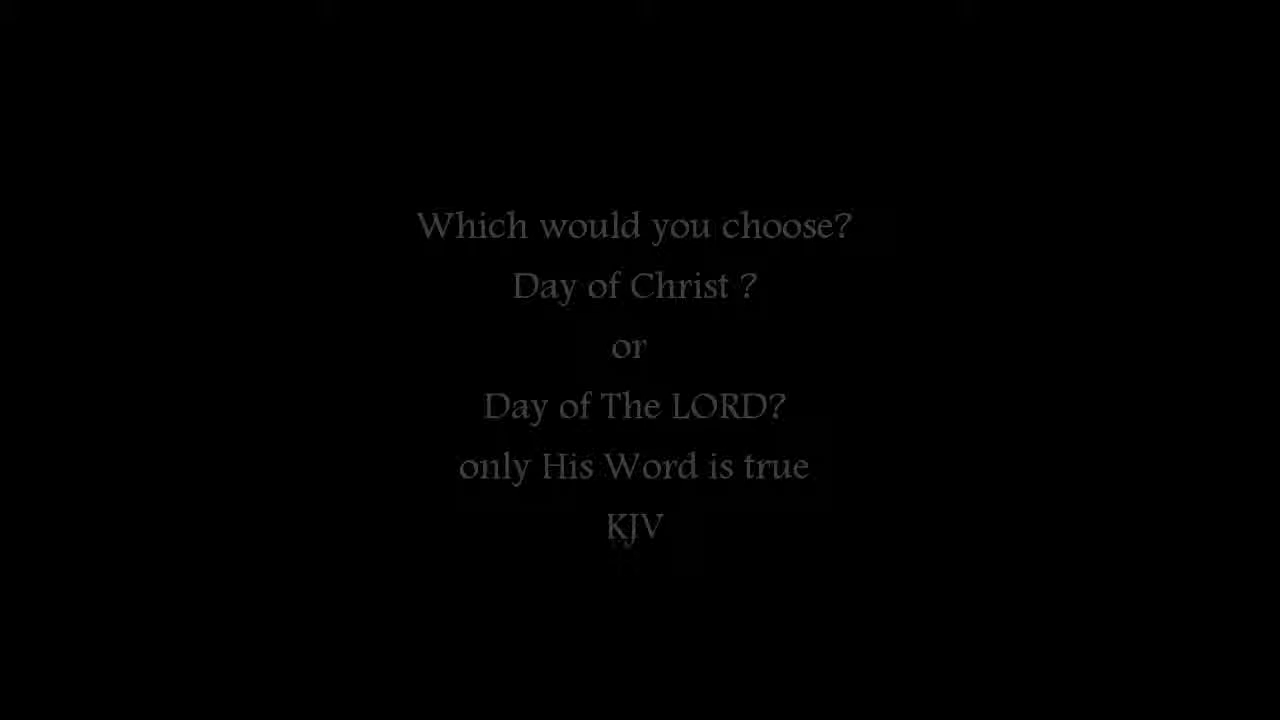 Which would you choose?
Day of Christ ?
or
Day of The LORD?
only His Word is true
KJV